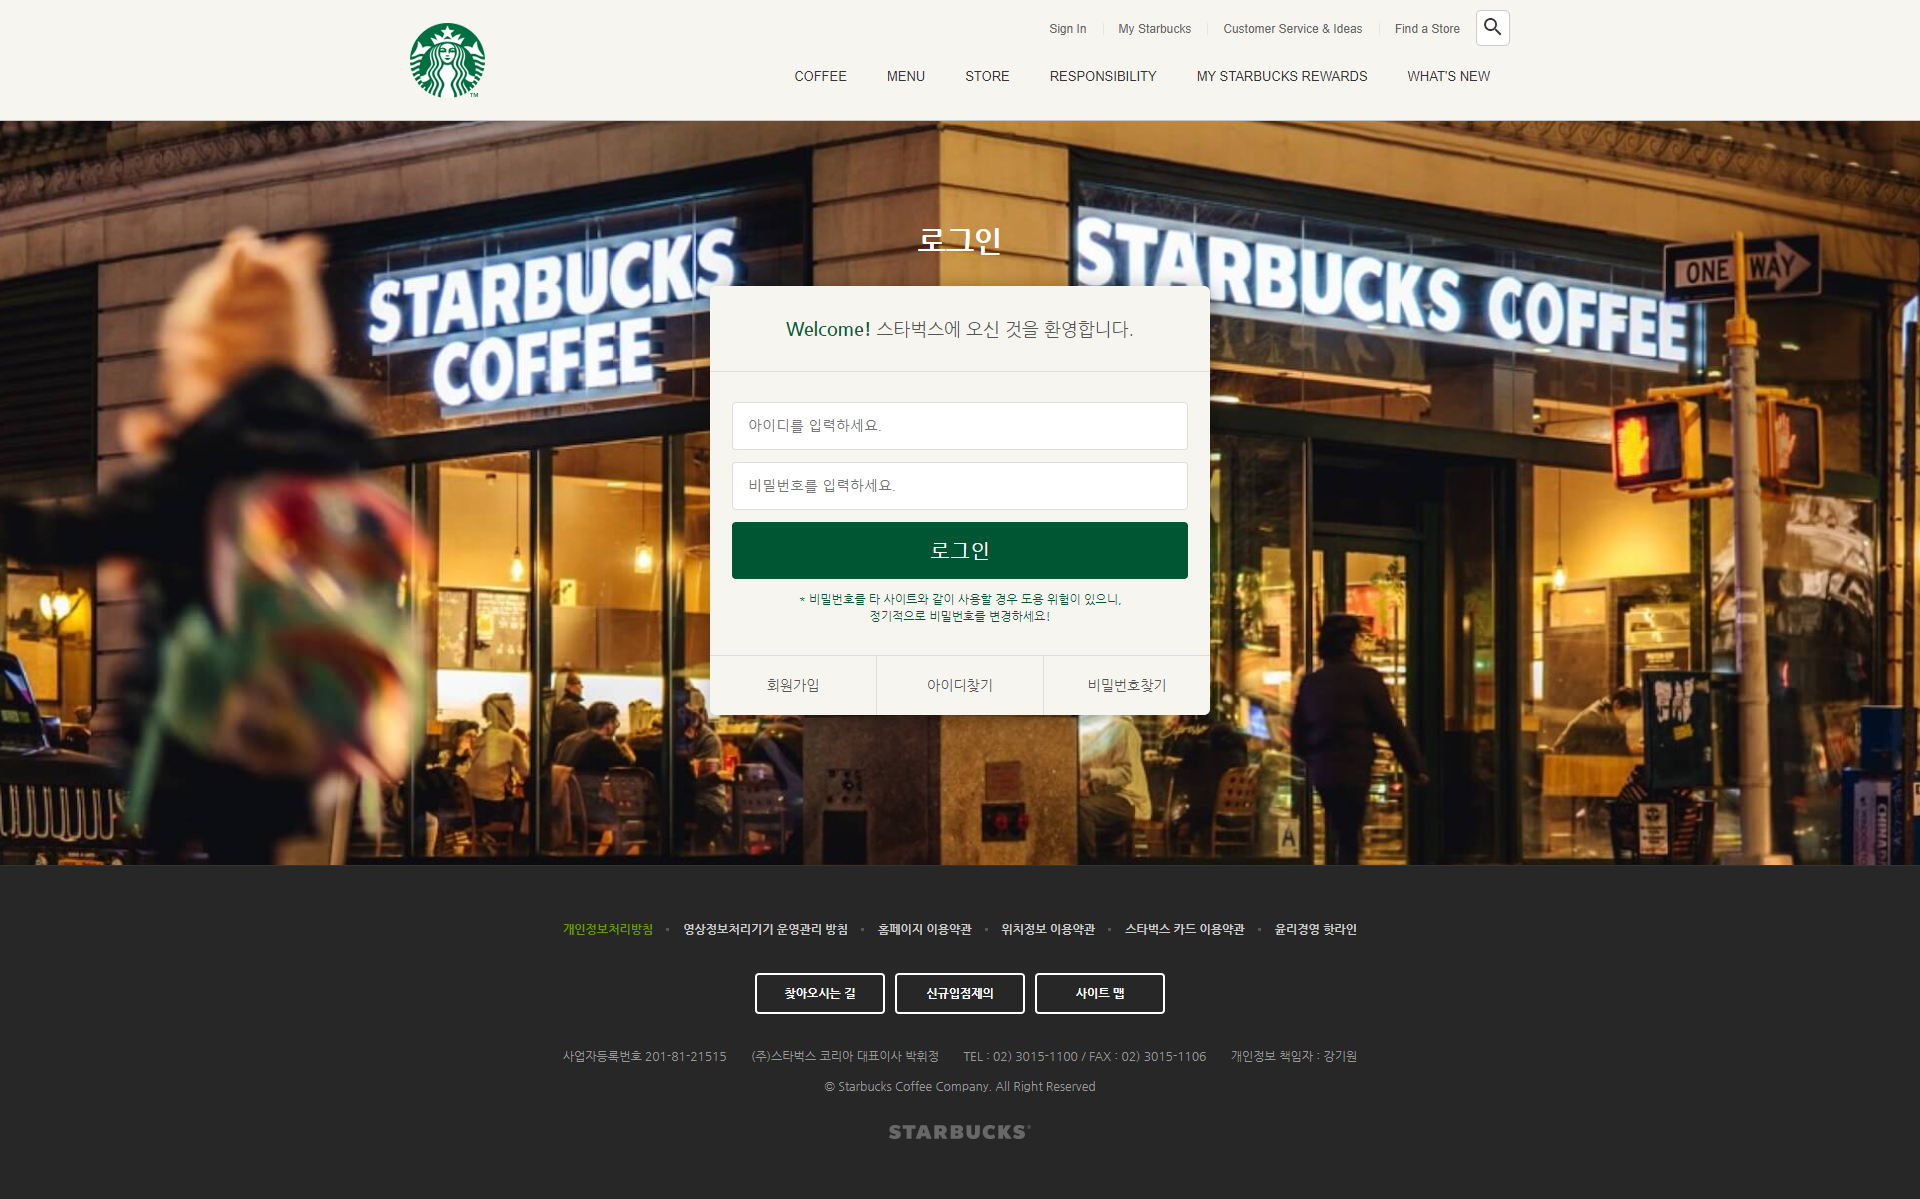 Sign In
My Starbucks
Customer Service & Ideas
Find a Store
TM
COFFEE
MENU
STORE
RESPONSIBILITY
MY STARBUCKS REWARDS
WHAT'S NEW
STARBUCKS
COFFEE
STARBUCKS COFFEE
ONE WAY
로그인
Welcome! 스타벅스에 오신 것을 환영합니다.
아이디를 입력하세요.
비밀번호를 입력하세요.
로그인
* 비밀번호를 타 사이트와 같이 사용할 경우 도용 위험이 있으니,
정기적으로 비밀번호를 변경하세요!
회원가입
아이디찾기
비밀번호찾기
A
개인정보처리방침
영상정보처리기기 운영관리 방침
홈페이지 이용약관
위치정보 이용약관
스타벅스 카드 이용약관
윤리경영 핫라인
찾아오시는 길
신규입점제의
사이트 맵
사업자등록번호 201-81-21515
(주)스타벅스 코리아 대표이사 박휘정
TEL : 02) 3015-1100 / FAX : 02) 3015-1106
개인정보 책임자 : 강기원
© Starbucks Coffee Company. All Right Reserved
STARBUCKS®